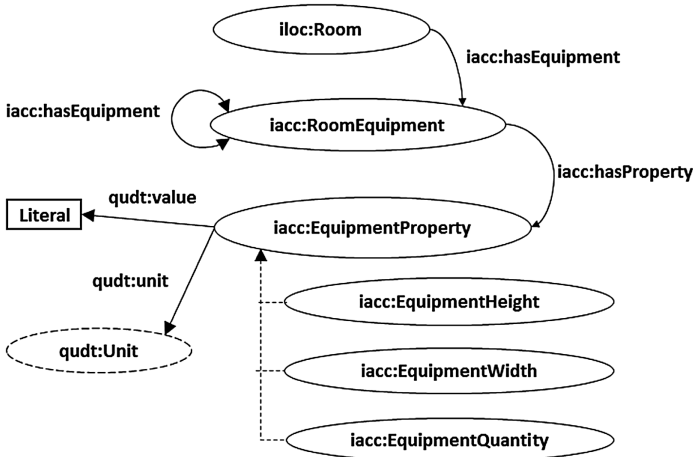 iloc:Room
iacc:hasEquipment
iacc:hasEquipment
iacc:RoomEquipment
iacc:hasProperty
qudt:value
Literal
iacc:EquipmentProperty
qudt:unit
iacc:EquipmentHeight
qudt:Unit
iacc:EquipmentWidth
iacc:EquipmentQuantity